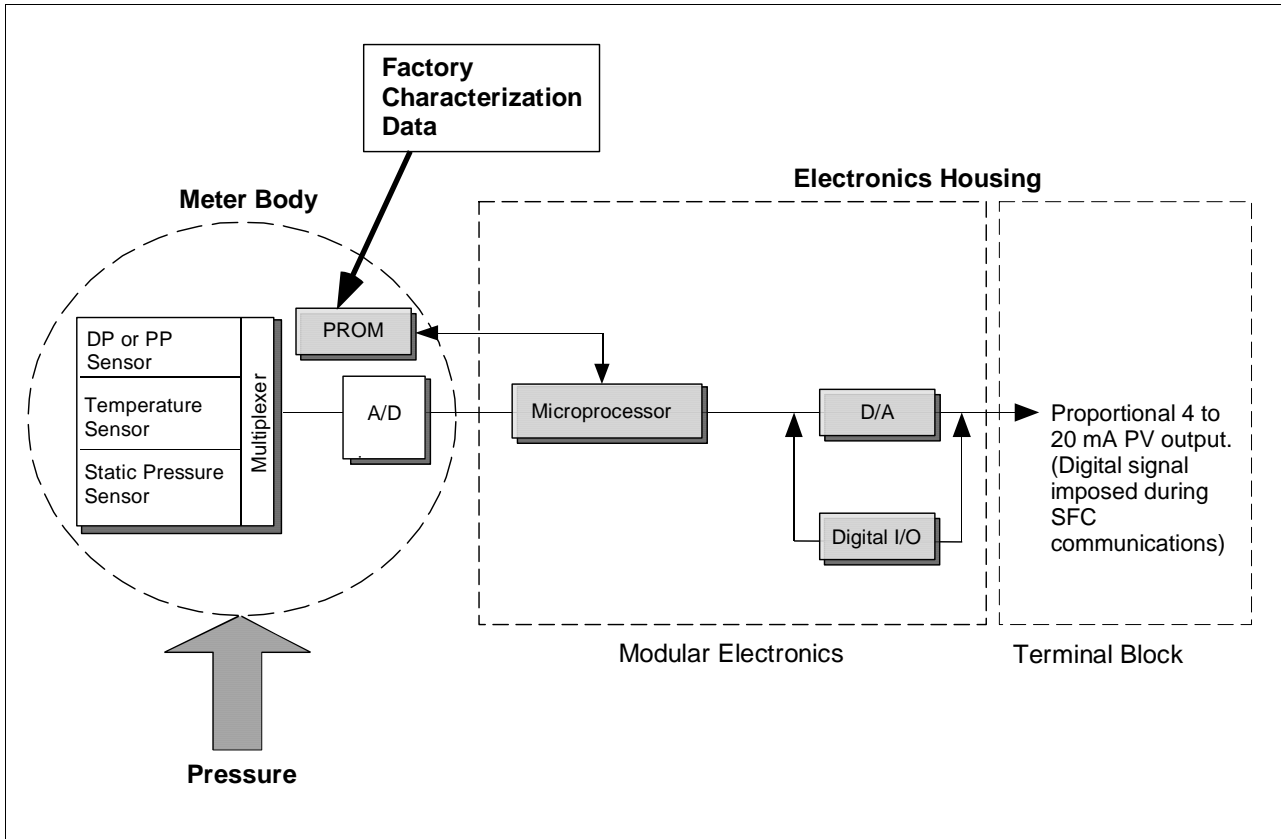 Factory
Characterization
Data
Meter Body
Electronics Housing
PROM
DP or PP
Sensor
Temperature
Sensor
Static Pressure
Sensor
Multiplexer
A/D
Microprocessor
D/A
Digital I/O
Proportional 4 to
20 mA PV output.
(Digital signal
imposed during
SFC
communications)
Modular Electronics
Terminal Block
Pressure